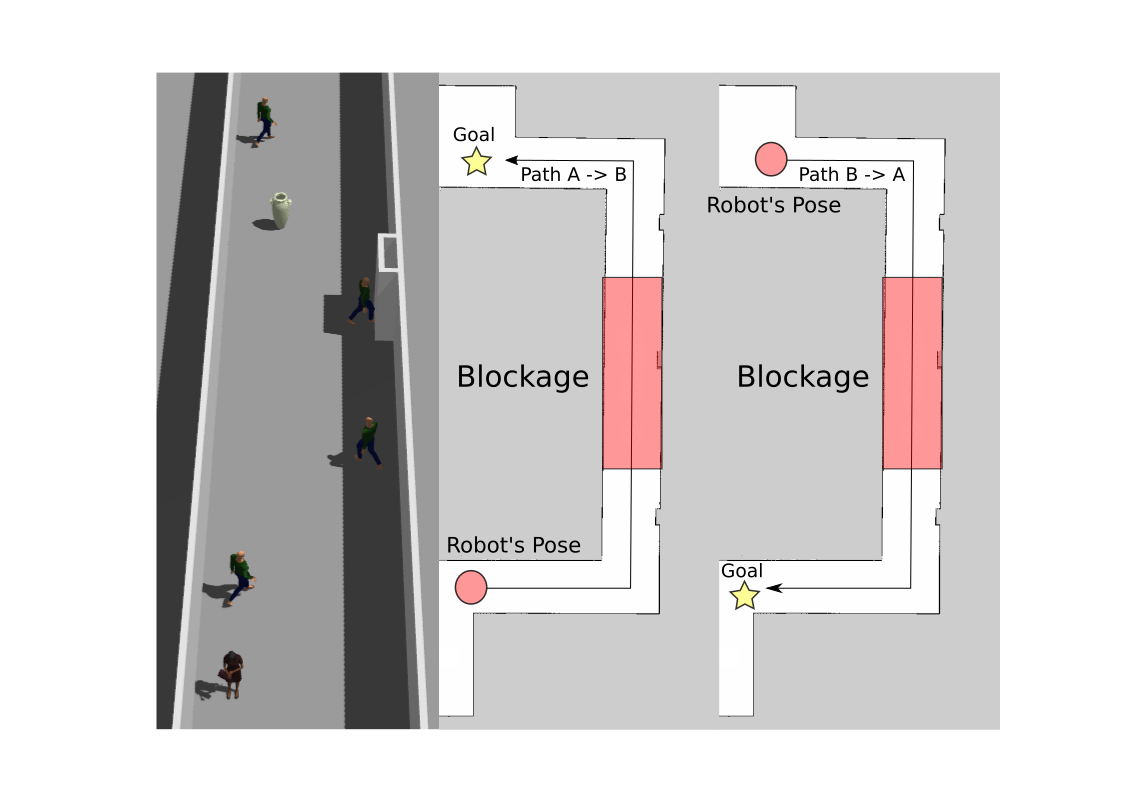 Goal
Path A -> B
Blockage
Robot's Pose
Path B -> A
Robot's Pose
Blockage
Goal